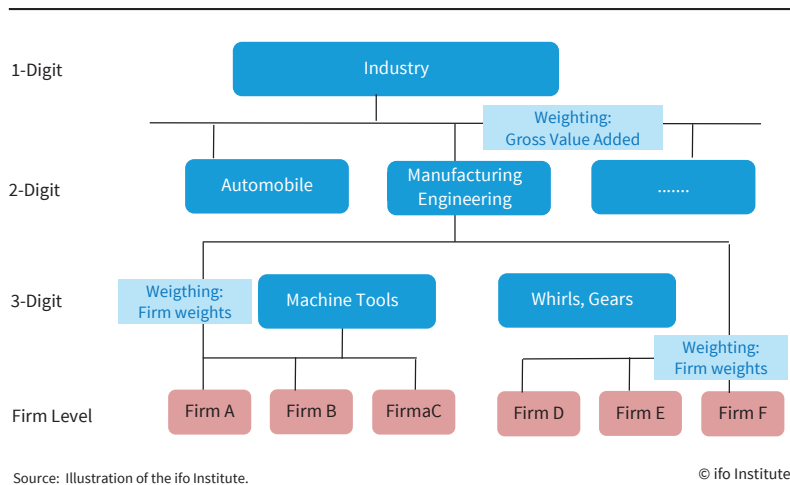 1-Digit
Industry
Weighting:
Gross Value Added
2-Digit
Automobile
Manufacturing
Engineering
.......
3-Digit
Weigthing:
Firm weights
Machine Tools
Whirls, Gears
Weighting:
Firm weights
Firm Level
Firm A
Firm B
FirmaC
Firm D
Firm E
Firm F
Source: Illustration of the ifo Institute.
© ifo Institute